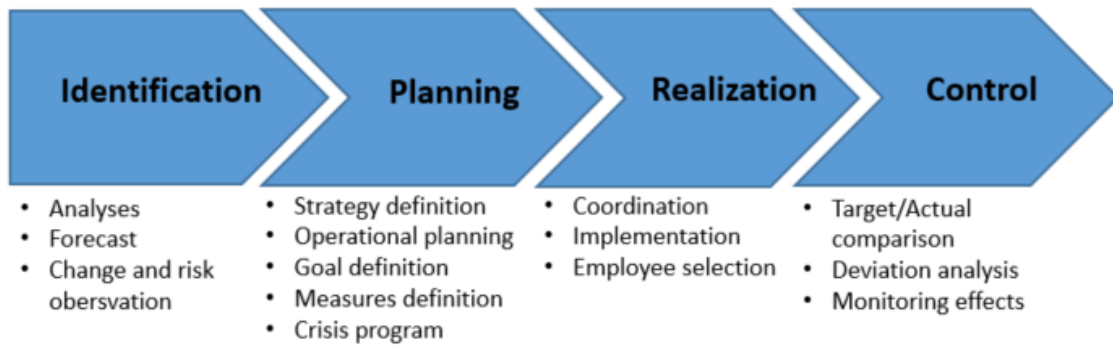 Identification
Planning
Realization
Control
• Analyses
• Forecast
• Change and risk
obersvation
• Strategy definition
• Operational planning
• Goal definition
• Measures definition
• Crisis program
• Coordination
• Implementation
• Employee selection
• Target/Actual
comparison
• Deviation analysis
• Monitoring effects